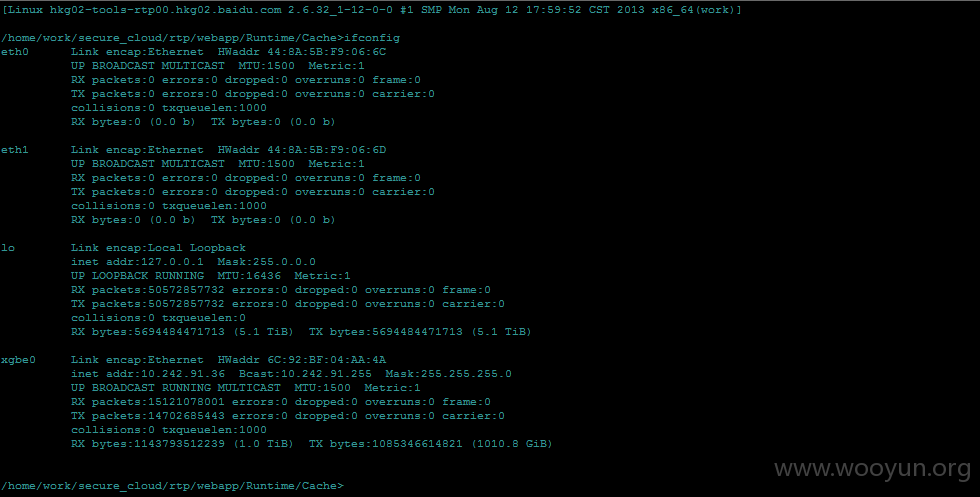 [Linux hkg02-tools-rtp00.hkg02.baidu.com 2.6.32_1-12-0-0 #1 SMP Mon Aug 12 17:59:52 CST 2013 x86_64(work)]
/home/work/secure_cloud/rtp/webapp/Runtime/Cache>ifconfig
eth0 Link encap:Ethernet HWaddr 44:8A:5B:F9:06:6C
UP BROADCAST MULTICAST MTU:1500 Metric:1
RX packets:0 errors:0 dropped:0 overruns:0 frame:0
TX packets:0 errors:0 dropped:0 overruns:0 carrier:0
collisions:0 txqueuelen:1000
RX bytes:0 (0.0 b) TX bytes:0 (0.0 b)
eth1 Link encap:Ethernet HWaddr 44:8A:5B:F9:06:6D
UP BROADCAST MULTICAST MTU:1500 Metric:1
RX packets:0 errors:0 dropped:0 overruns:0 frame:0
TX packets:0 errors:0 dropped:0 overruns:0 carrier:0
collisions:0 txqueuelen:1000
RX bytes:0 (0.0 b) TX bytes:0 (0.0 b)
lo Link encap:Local Loopback
inet addr:127.0.0.1 Mask:255.0.0.0
UP LOOPBACK RUNNING MTU:16436 Metric:1
RX packets:50572857732 errors:0 dropped:0 overruns:0 frame:0
TX packets:50572857732 errors:0 dropped:0 overruns:0 carrier:0
collisions:0 txqueuelen:0
RX bytes:5694484471713 (5.1 TiB) TX bytes:5694484471713 (5.1 TiB)
xgbe0 Link encap:Ethernet HWaddr 6C:92:BF:04:AA:4A
inet addr:10.242.91.36 Bcast:10.242.91.255 Mask:255.255.255.0
UP BROADCAST RUNNING MULTICAST MTU:1500 Metric:1
RX packets:15121078001 errors:0 dropped:0 overruns:0 frame:0
TX packets:14702685443 errors:0 dropped:0 overruns:0 carrier:0
collisions:0 txqueuelen:1000
RX bytes:1143793512239 (1.0 TiB) TX bytes:1085346614821 (1010.8 GiB)
/home/work/secure_cloud/rtp/webapp/Runtime/Cache>
www.wooyun.org